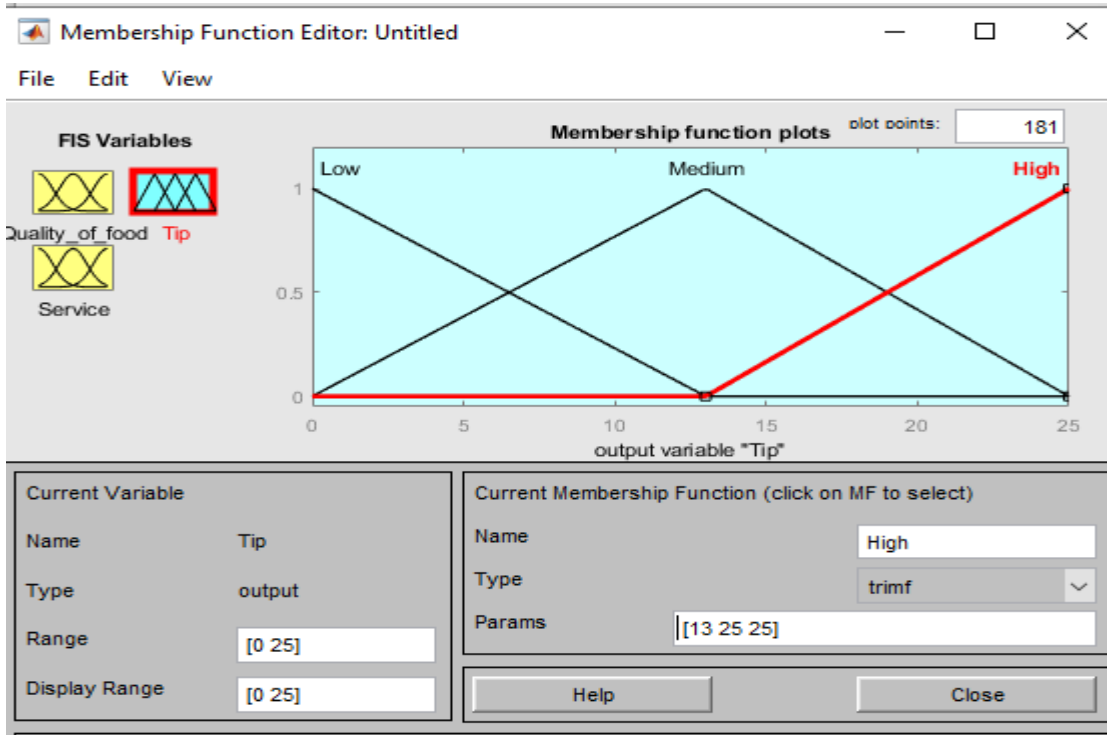 Membership Function Editor: Untitled
File Edit View
FIS Variables
Quality_of_food Tip
Service
Membership function plots plot points: 181
Low Medium High
1
0.5
0
0 5 10 15 20 25
output variable "Tip"
Current Variable
Name Tip
Type output
Range [0 25]
Display Range [0 25]
Current Membership Function (click on MF to select)
Name High
Type trimf
Params [13 25 25]
Help Close